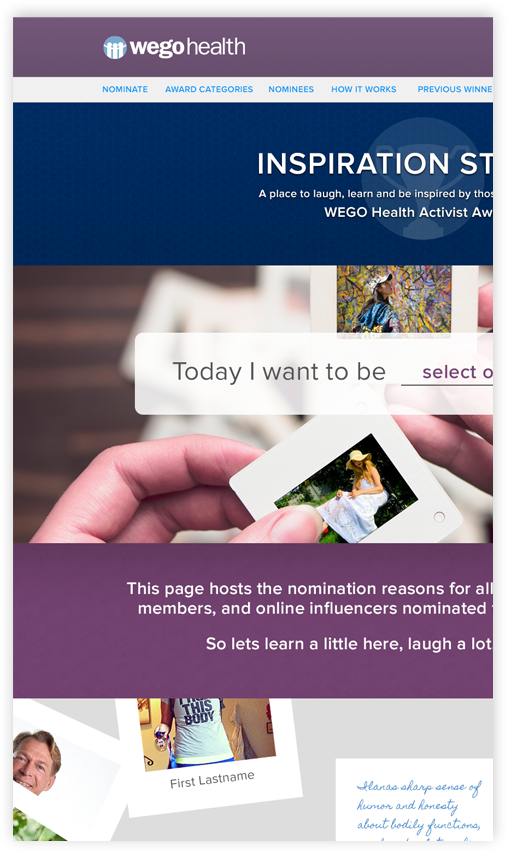 wegohealth
NOMINATE AWARD CATEGORIES NOMINEES HOW IT WORKS PREVIOUS WINNE
INSPIRATION ST
A place to laugh, learn and be inspired by thos
WEGO Health Activist Aw
Today I want to be select o
This page hosts the nomination reasons for all
members, and online influencers nominated
So lets learn a little here, laugh a lot
THIS
BODY
First Lastname
Ilanas sharp sense of
humor and honesty
about bodily functions,